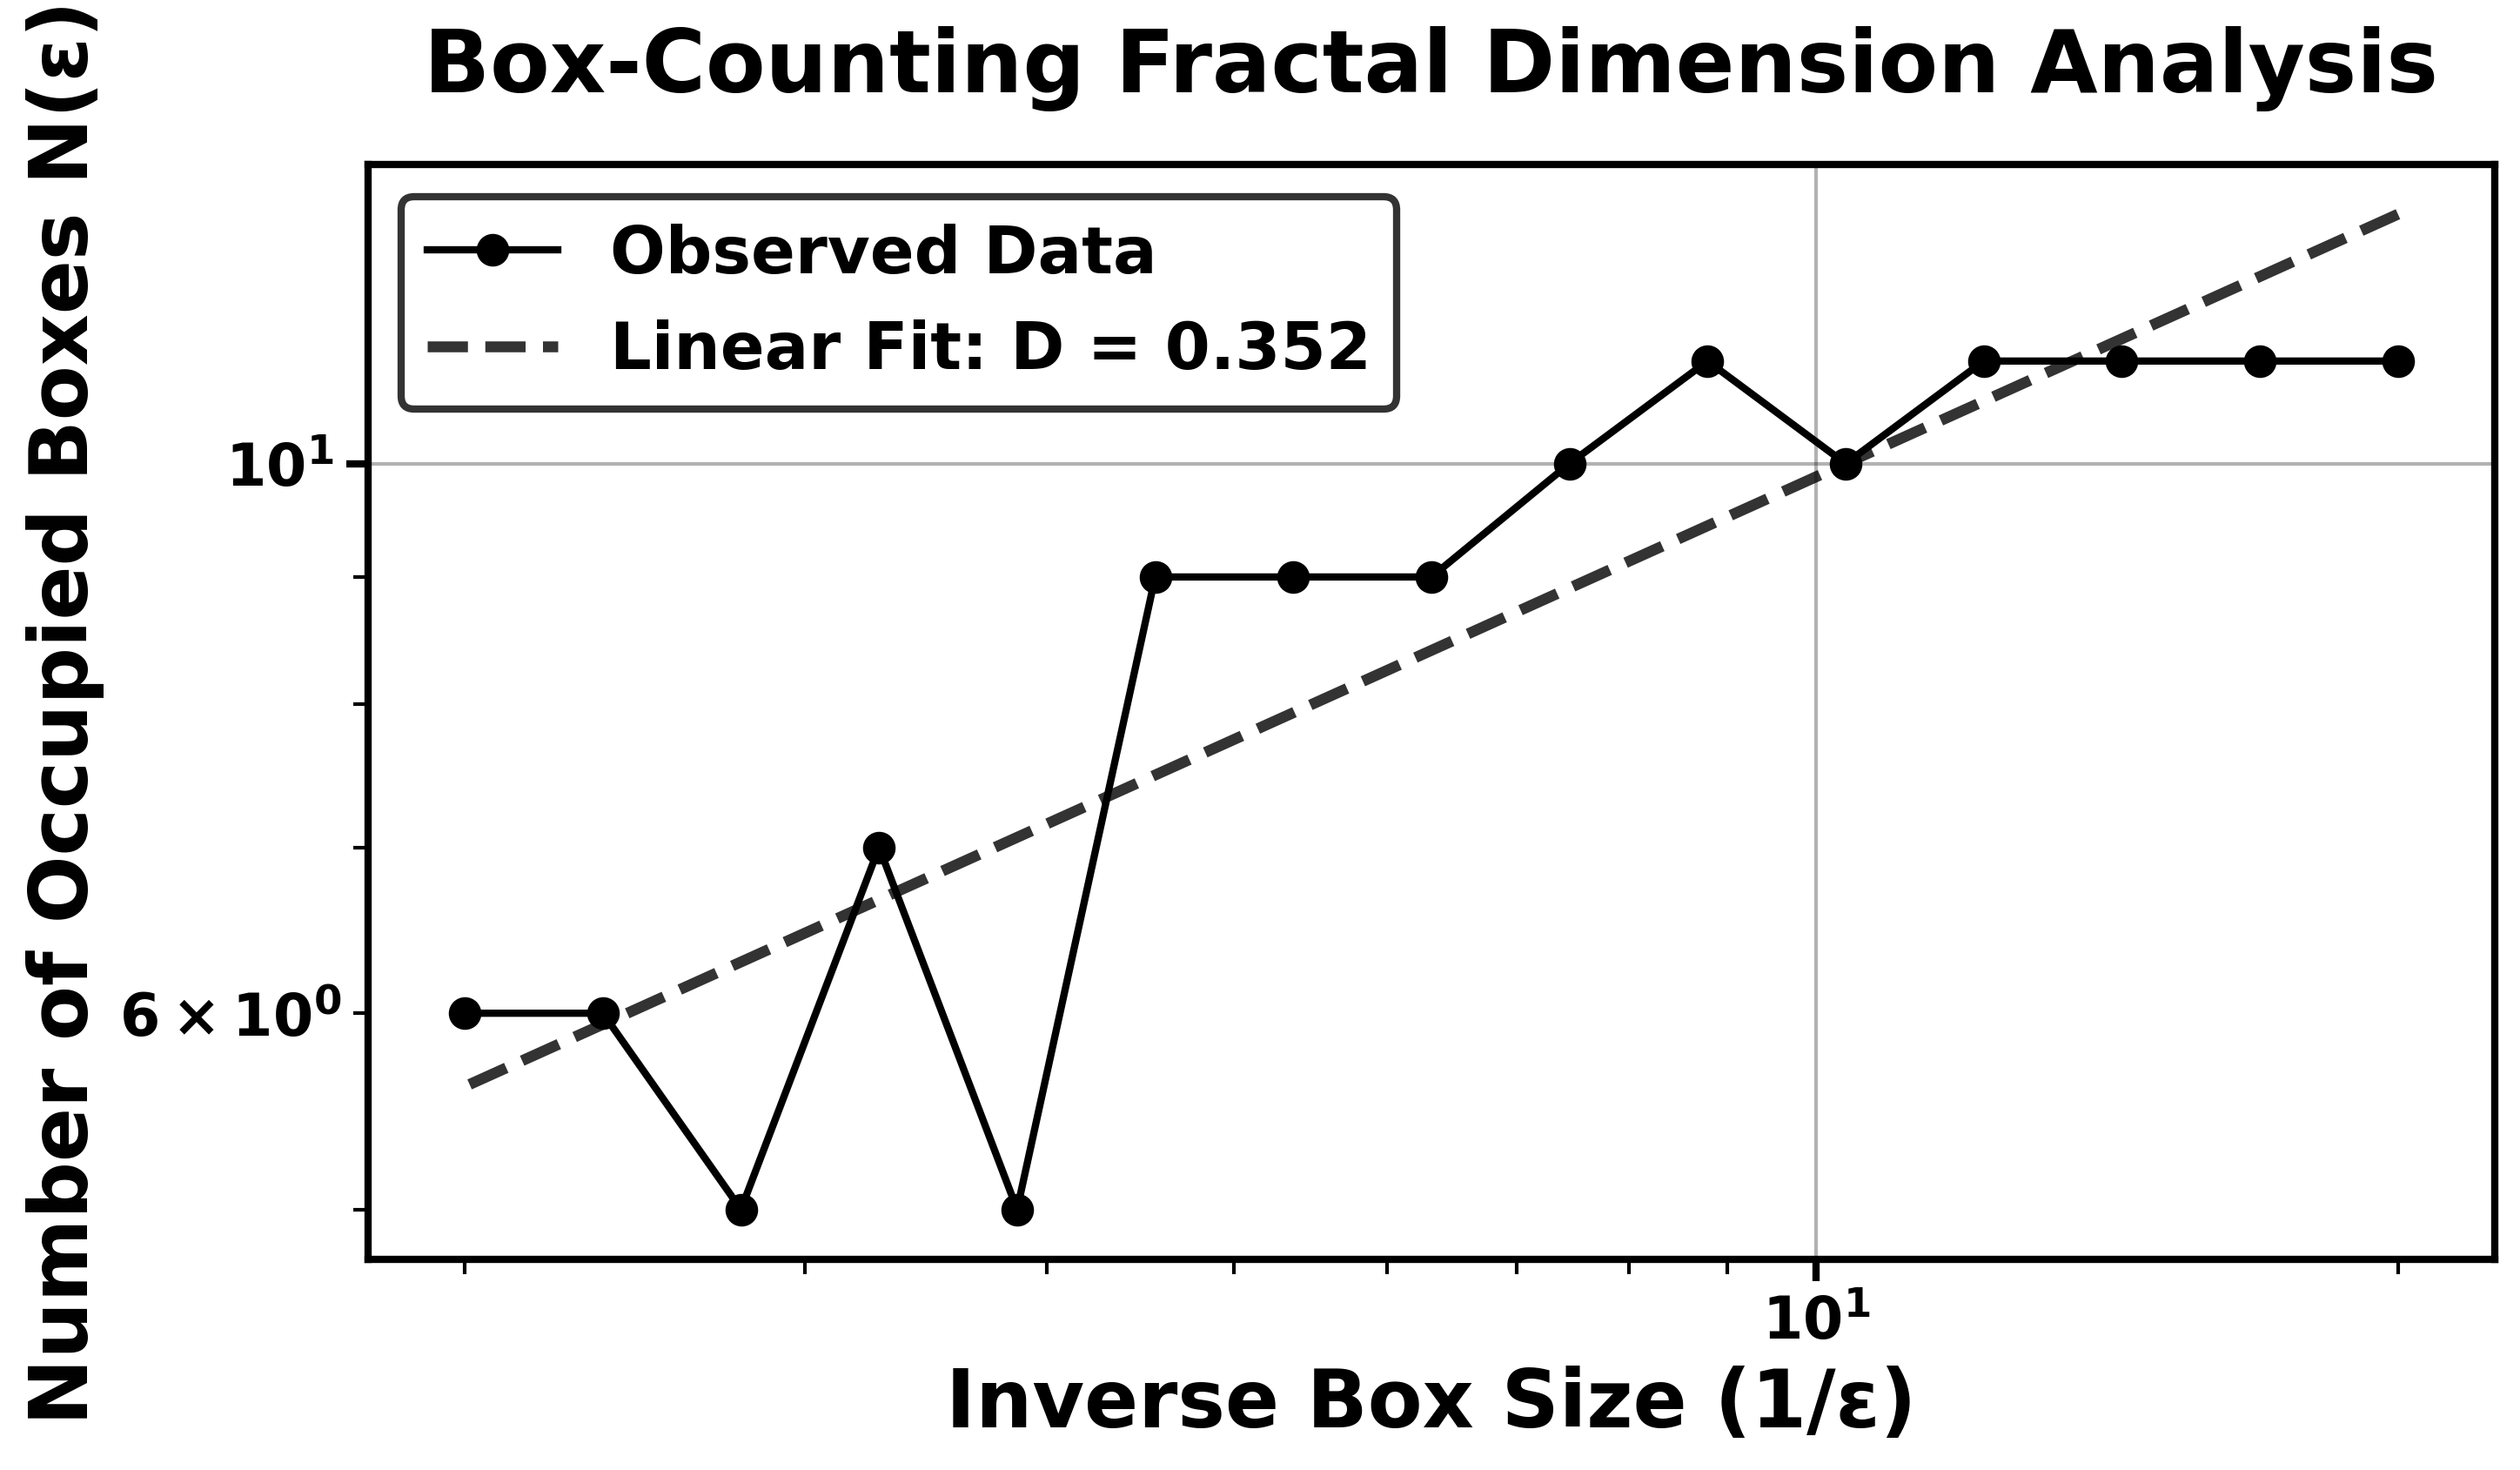 Box-Counting Fractal Dimension Analysis
Number of Occupied Boxes N(ε)
Observed Data
Linear Fit: D = 0.352
10¹
6 × 10⁰
10¹
Inverse Box Size (1/ε)